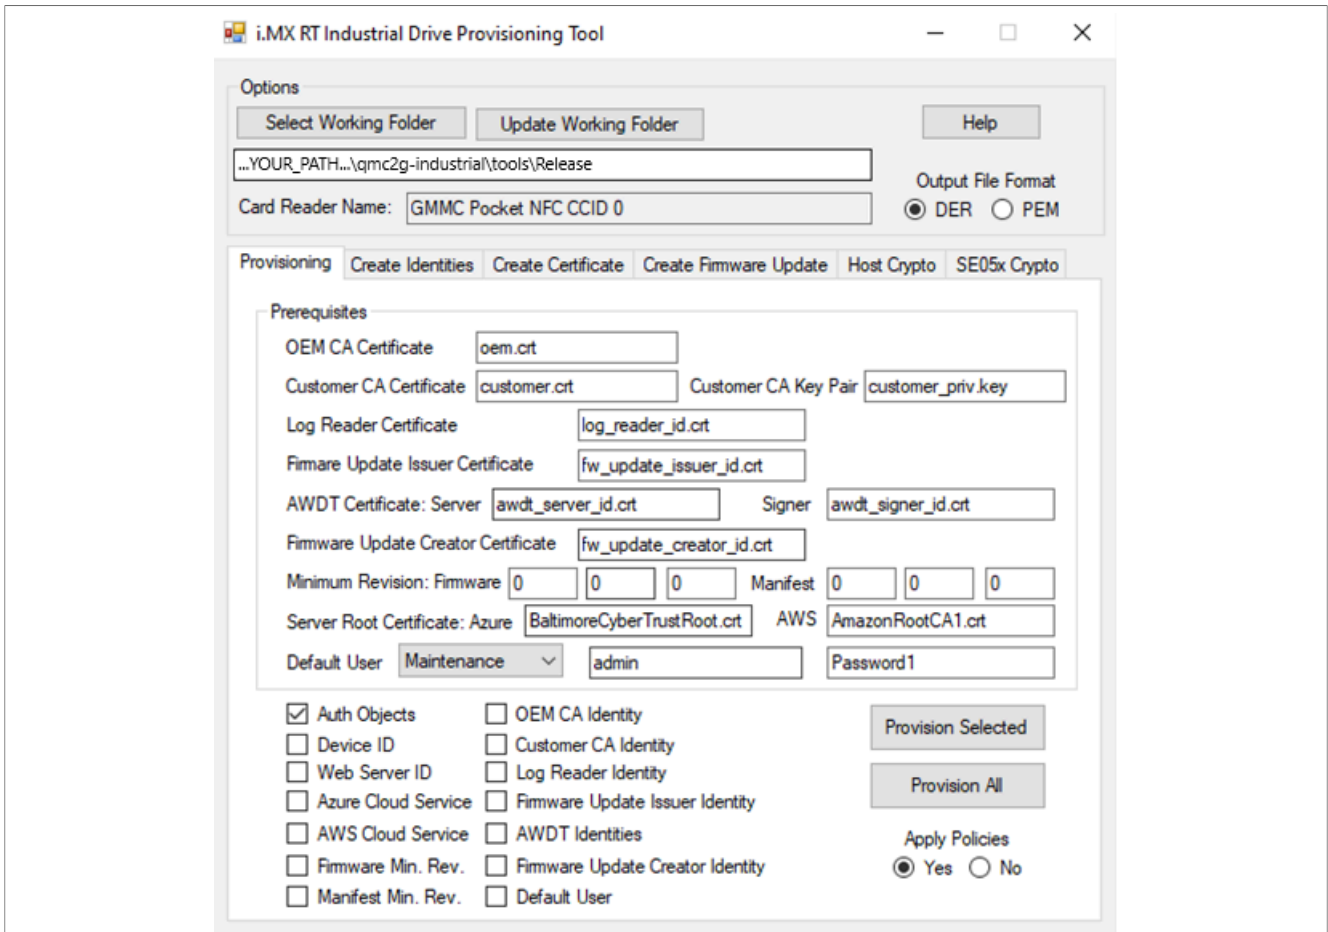 i.MX RT Industrial Drive Provisioning Tool
Options
Select Working Folder Update Working Folder Help
...YOUR_PATH...\qmc2g-industrial\tools\Release
Output File Format
Card Reader Name: GMMC Pocket NFC CCID 0 DER PEM
Provisioning Create Identities Create Certificate Create Firmware Update Host Crypto SE05x Crypto
Prerequisites
OEM CA Certificate oem.crt
Customer CA Certificate customer.crt Customer CA Key Pair customer_priv.key
Log Reader Certificate log_reader_id.crt
Firmare Update Issuer Certificate fw_update_issuer_id.crt
AWDT Certificate: Server awdt_server_id.crt Signer awdt_signer_id.crt
Firmware Update Creator Certificate fw_update_creator_id.crt
Minimum Revision: Firmware 0 0 0 Manifest 0 0 0
Server Root Certificate: Azure BaltimoreCyberTrustRoot.crt AWS AmazonRootCA1.crt
Default User Maintenance admin Password1
Auth Objects OEM CA Identity
Provision Selected
Device ID Customer CA Identity
Web Server ID Log Reader Identity
Provision All
Azure Cloud Service Firmware Update Issuer Identity
AWS Cloud Service AWDT Identities Apply Policies
Firmware Min. Rev. Firmware Update Creator Identity Yes No
Manifest Min. Rev. Default User